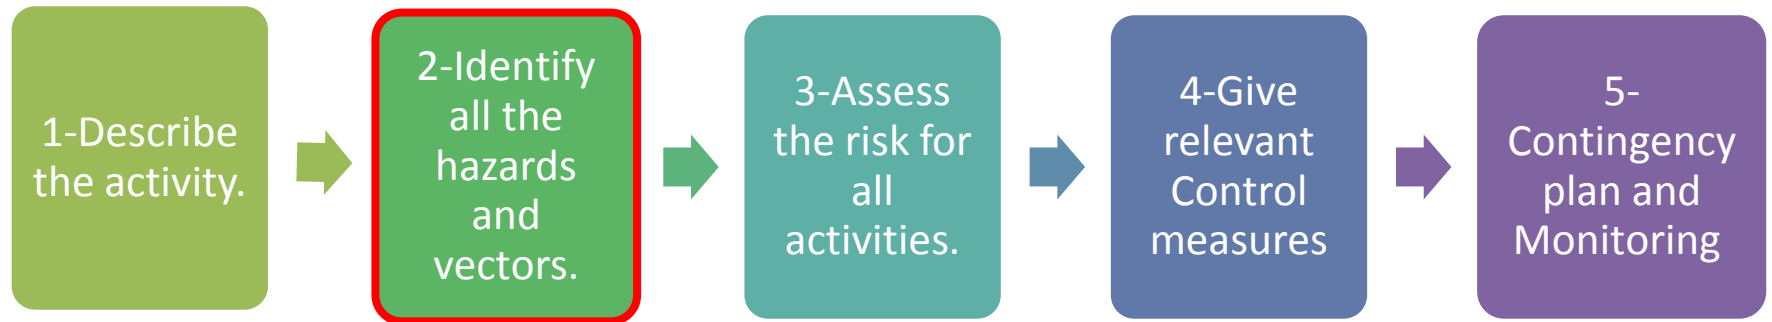 1-Describe
the activity.
2-Identify
all the
hazards
and
vectors.
3-Assess
the risk for
all
activities.
4-Give
relevant
Control
measures
5-
Contingency
plan and
Monitoring